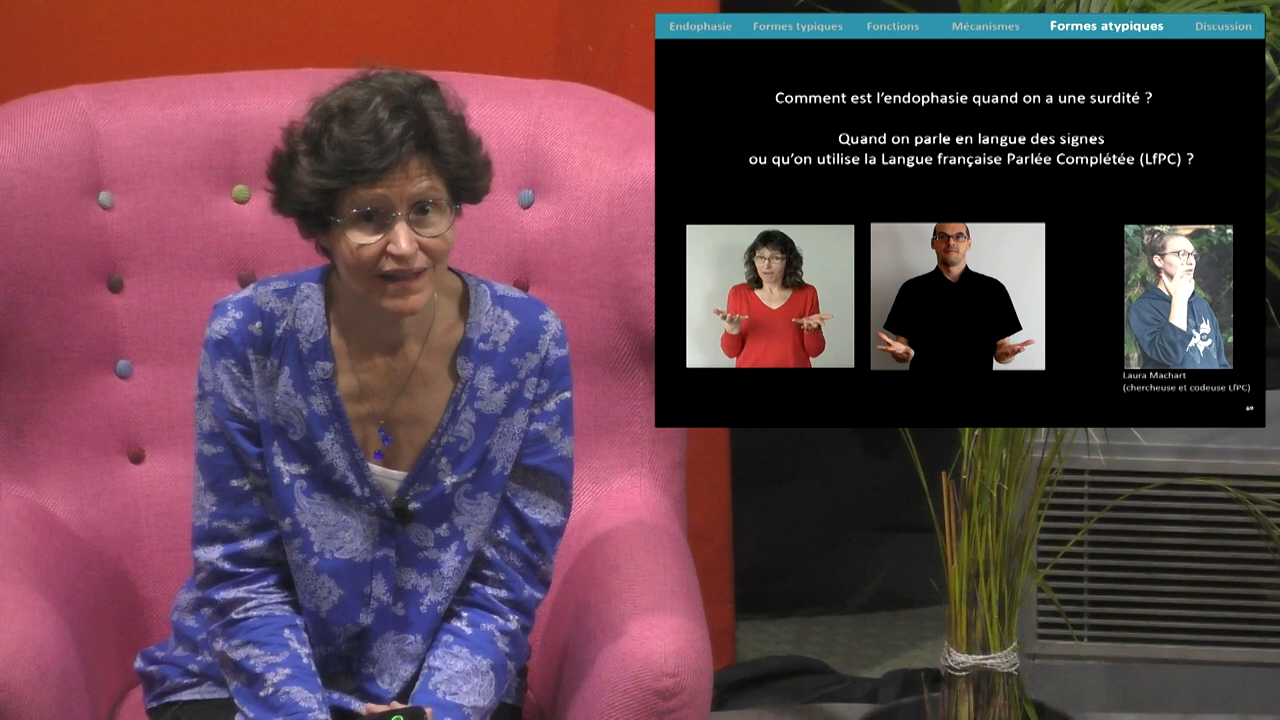 Endophasie Formes typiques Fonctions Mécanismes Formes atypiques Discussion
Comment est l'endophasie quand on a une surdité ?
Quand on parle en langue des signes
ou qu'on utilise la Langue française Parlée Complétée (LfPC) ?
Laura Machart
(chercheuse et codeuse LfPC)
69